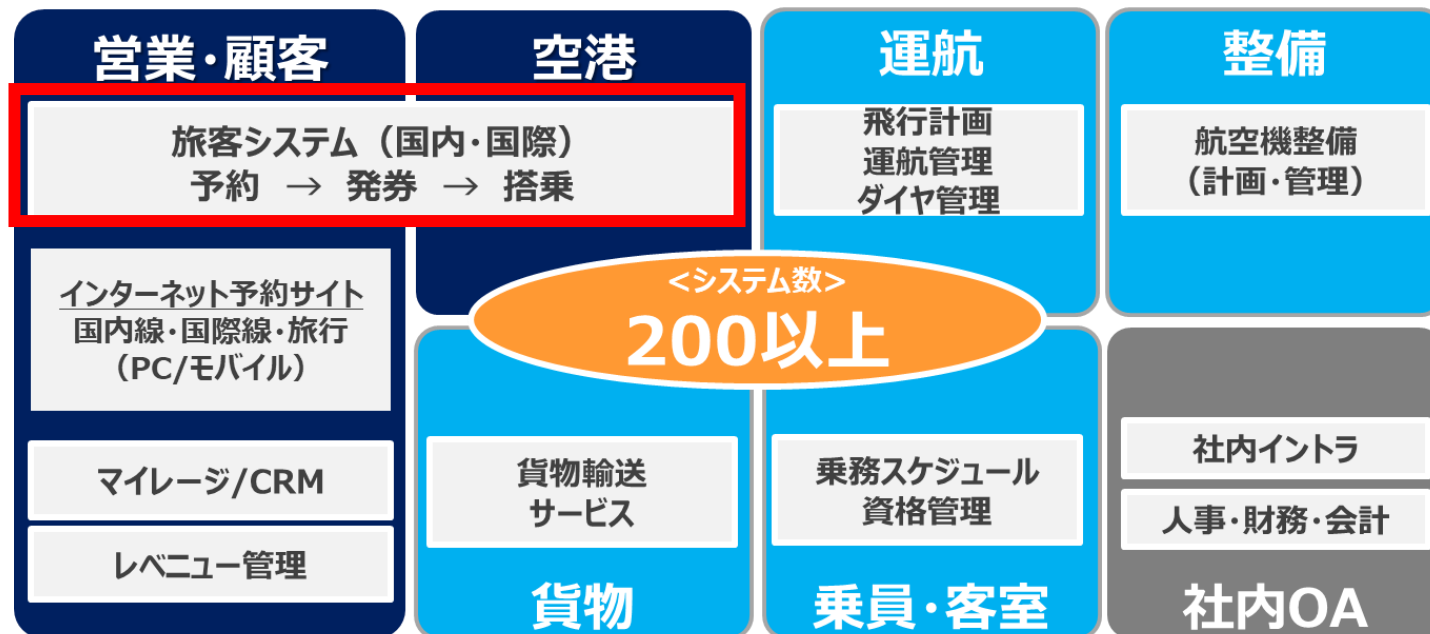 営業・顧客
空港
旅客システム（国内・国際）
予約 → 発券 → 搭乗
インターネット予約サイト
国内線・国際線・旅行
（PC/モバイル）
マイレージ/CRM
レベニュー管理
運航
飛行計画
運航管理
ダイヤ管理
整備
航空機整備
（計画・管理）
<システム数>
200以上
貨物輸送
サービス
貨物
乗務スケジュール
資格管理
乗員・客室
社内イントラ
人事・財務・会計
社内OA